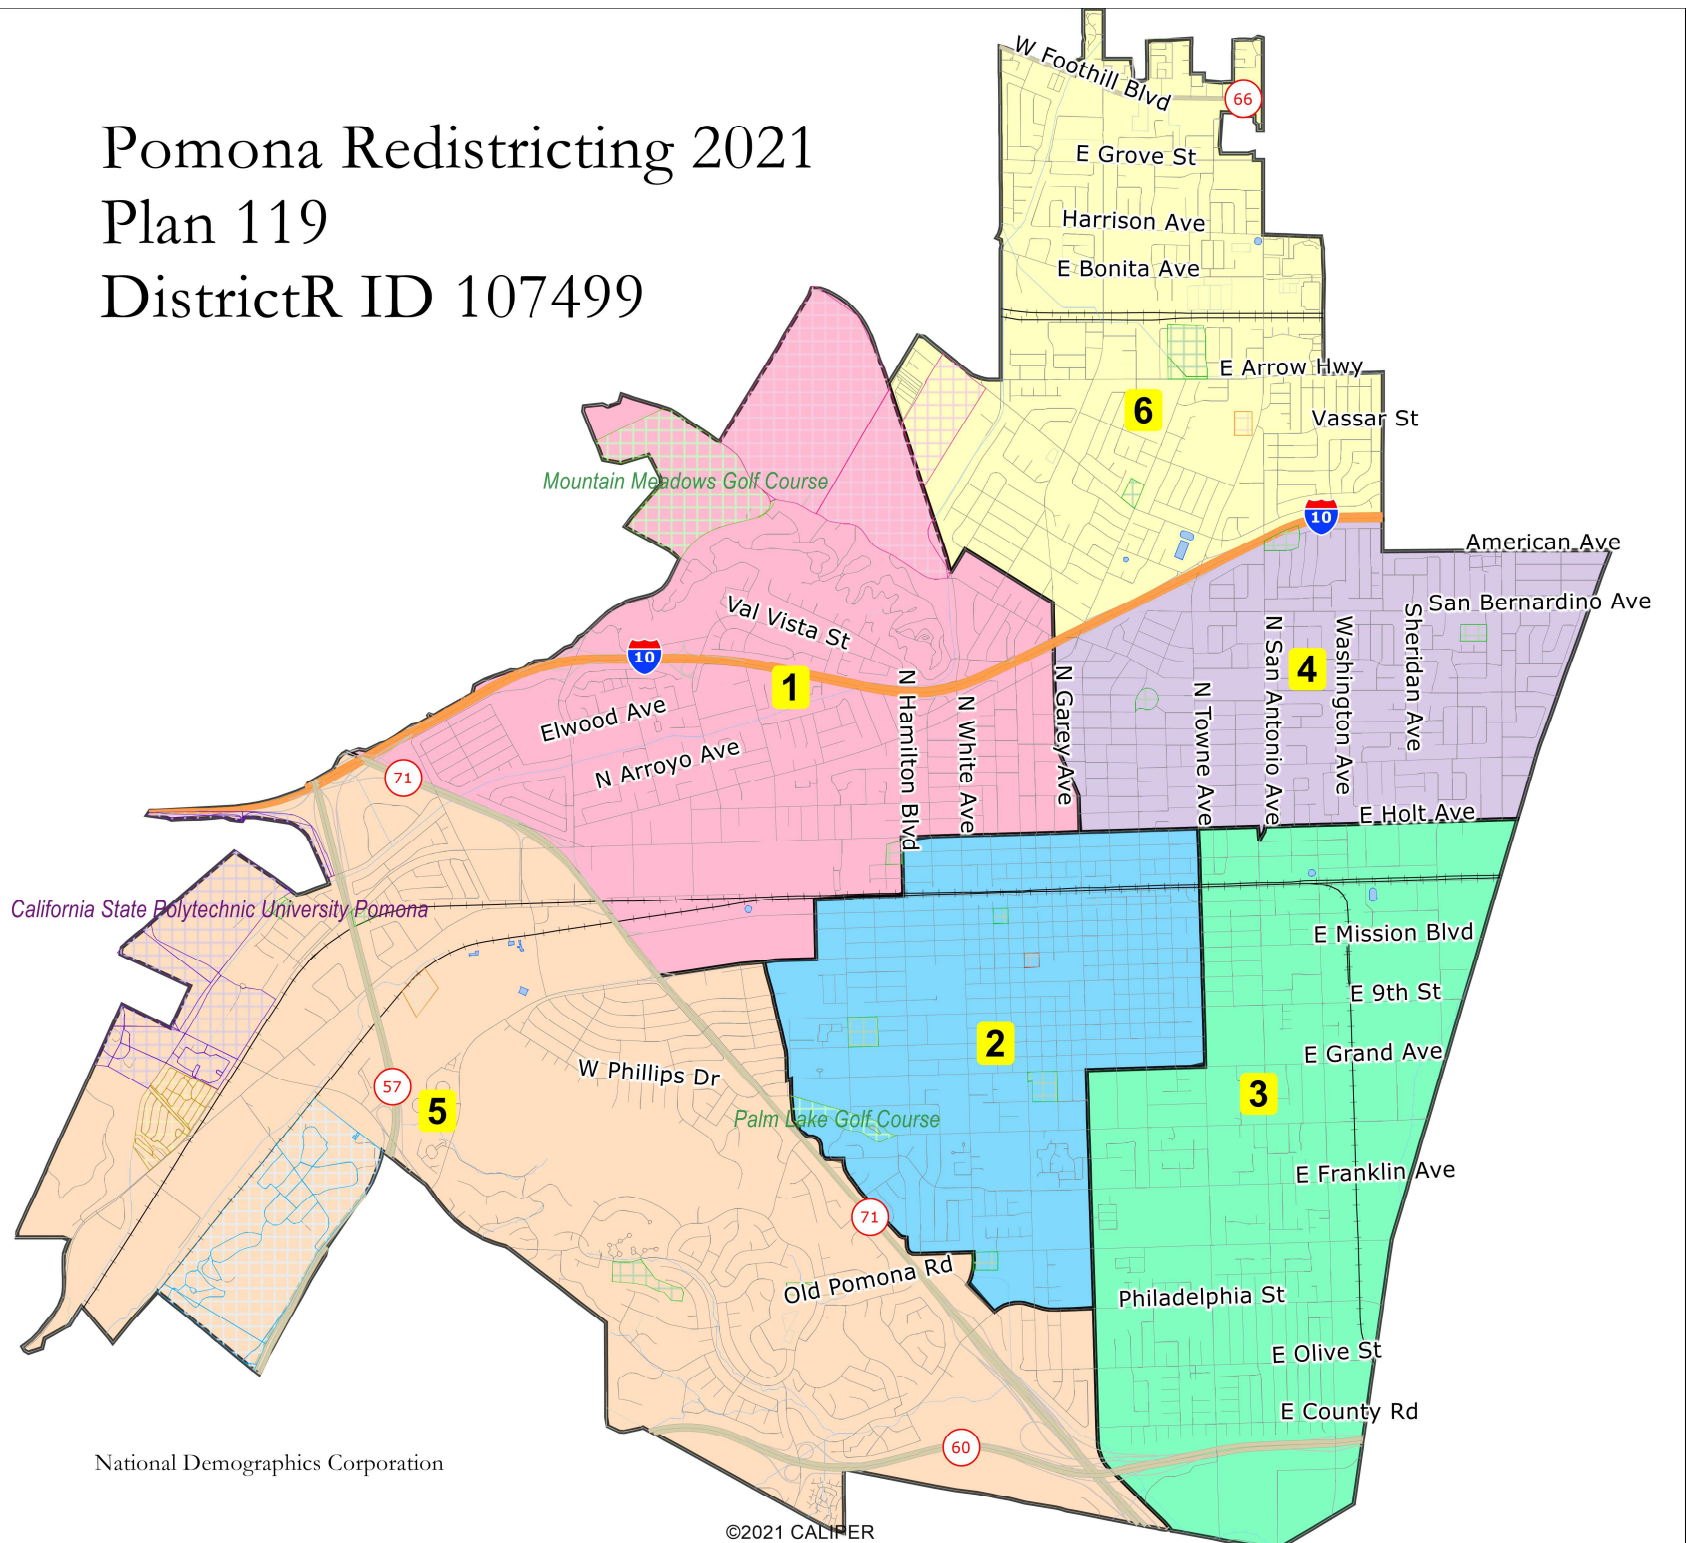 Pomona Redistricting 2021
Plan 119
DistrictR ID 107499
W Foothill Blvd
66
E Grove St
Harrison Ave
E Bonita Ave
E Arrow Hwy
6
Vassar St
Mountain Meadows Golf Course
10
American Ave
San Bernardino Ave
Val Vista St
10
1
4
N Garey Ave
N Hamilton Blvd
N White Ave
N Towne Ave
N San Antonio Ave
Washington Ave
Sheridan Ave
Elwood Ave
N Arroyo Ave
71
E Holt Ave
California State Polytechnic University Pomona
E Mission Blvd
E 9th St
2
E Grand Ave
W Phillips Dr
57
5
3
Palm Lake Golf Course
E Franklin Ave
71
Old Pomona Rd
Philadelphia St
E Olive St
E County Rd
60
National Demographics Corporation
©2021 CALIPER